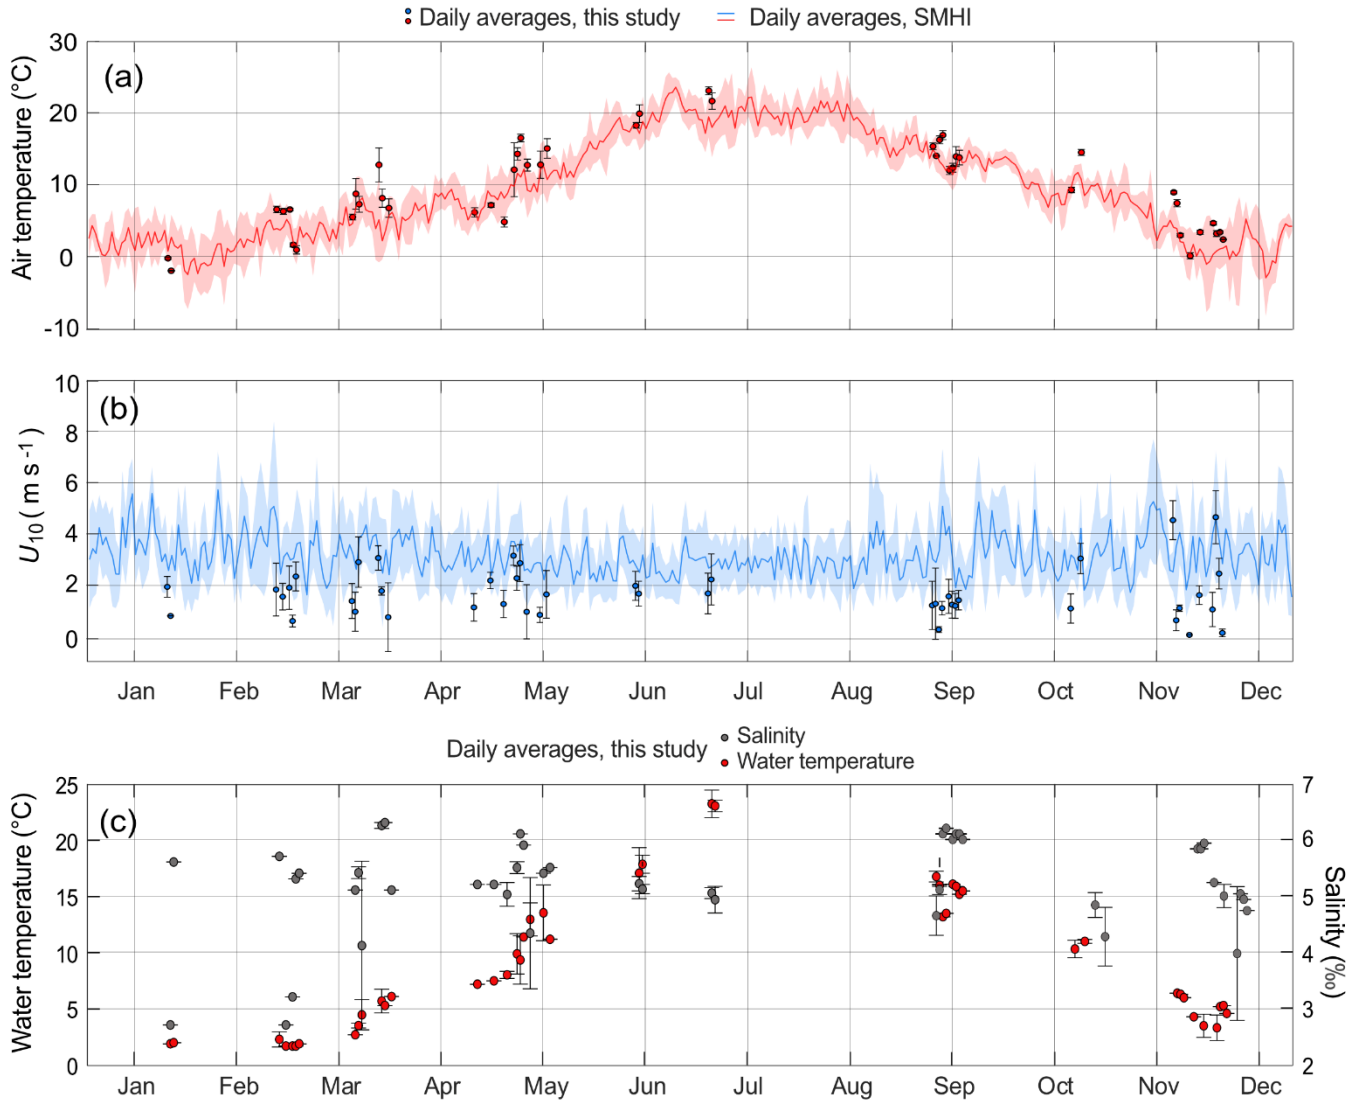 Daily averages, this study Daily averages, SMHI
(a)
Air temperature (°C)
30
20
10
0
-10
(b)
U10 ( m s -1)
10
8
6
4
2
0
Jan Feb Mar Apr May Jun Jul Aug Sep Oct Nov Dec
Daily averages, this study
Salinity
Water temperature
(c)
Water temperature (°C)
25
20
15
10
5
0
7
6
5
4
3
2
Salinity (‰)
Jan Feb Mar Apr May Jun Jul Aug Sep Oct Nov Dec